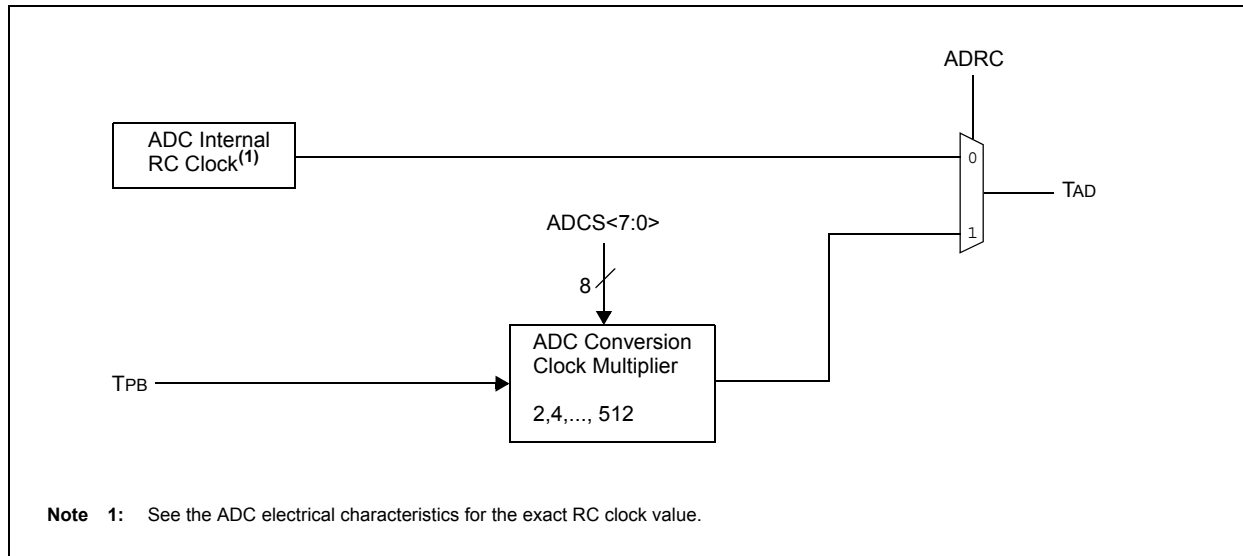 ADRC
ADC Internal
RC Clock(1)
0
TAD
ADCS<7:0>
1
8
ADC Conversion
Clock Multiplier
TPB
2,4,..., 512
Note 1: See the ADC electrical characteristics for the exact RC clock value.